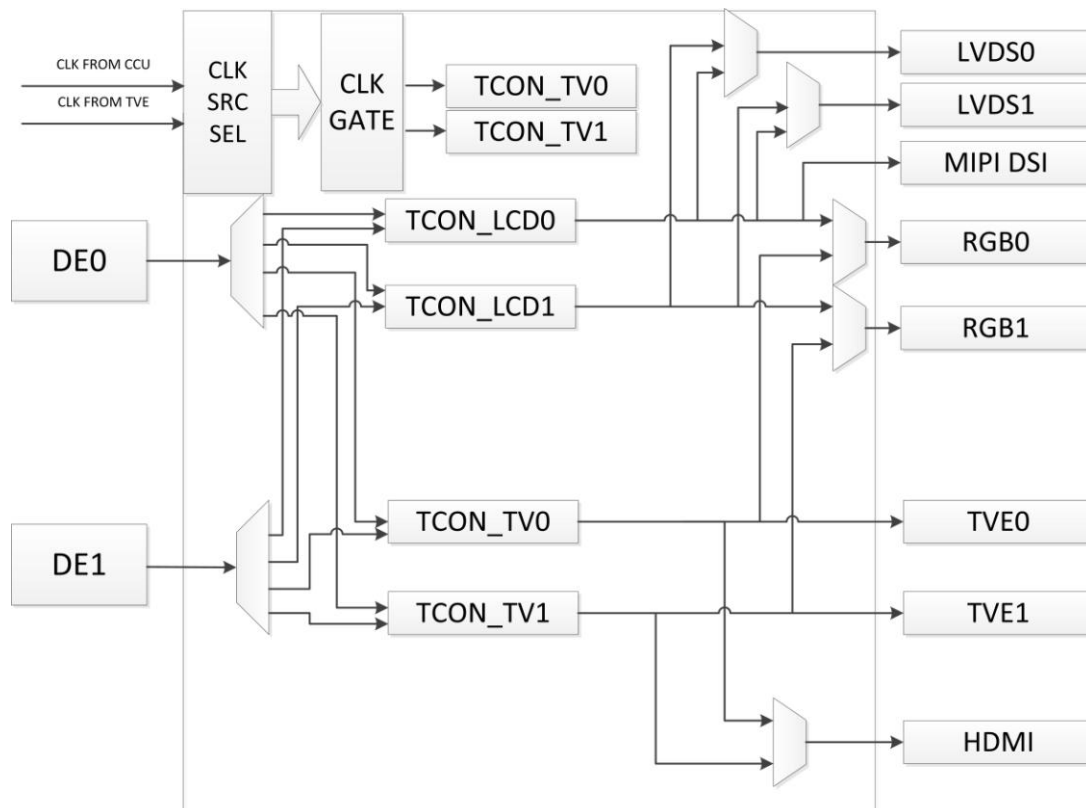 CLK FROM CCU
CLK FROM TVE
CLK
SRC
SEL
CLK
GATE
TCON_TV0
TCON_TV1
LVDS0
LVDS1
MIPI DSI
DE0
TCON_LCD0
RGB0
TCON_LCD1
RGB1
DE1
TCON_TV0
TVE0
TCON_TV1
TVE1
HDMI